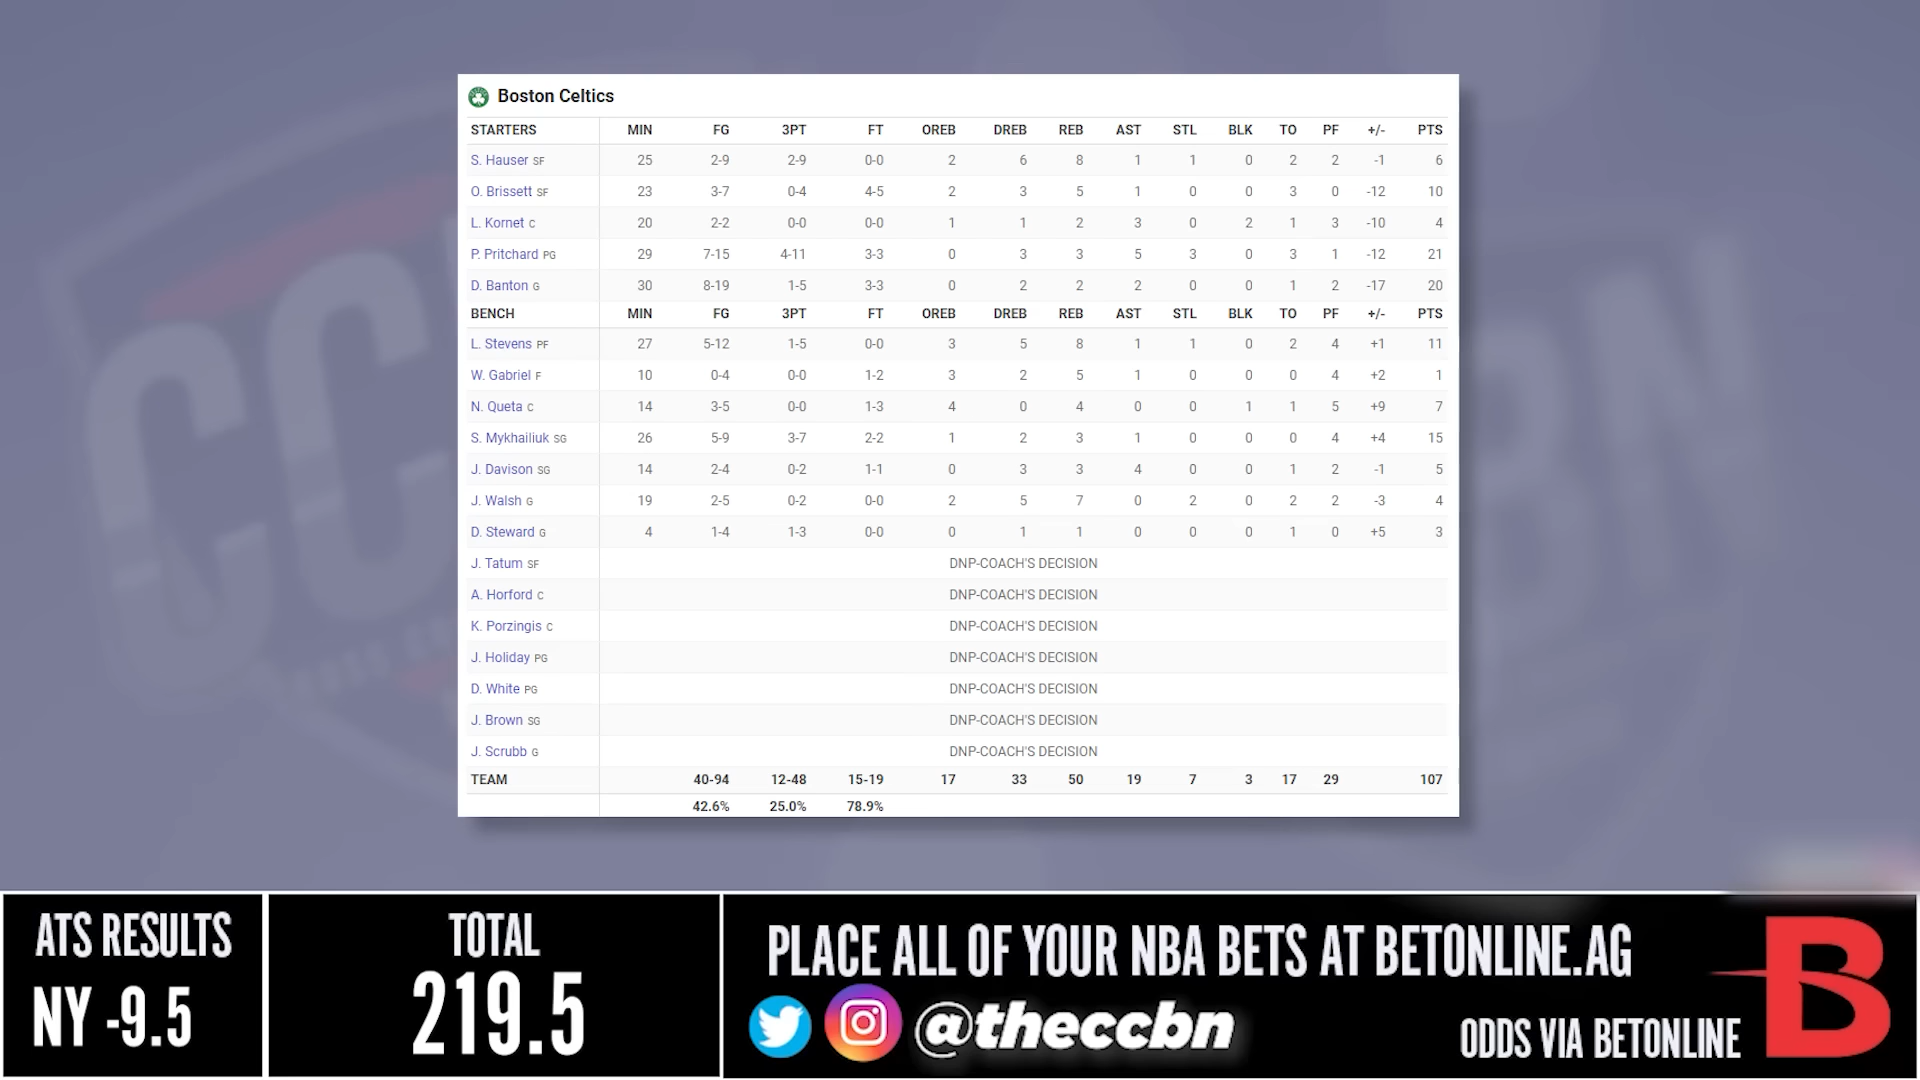 Boston Celtics
STARTERS MIN FG 3PT FT OREB DREB REB AST STL BLK TO PF +/- PTS
S. Hauser SF 25 2-9 2-9 0-0 2 6 8 1 1 0 2 2 -1 6
O. Brissett SF 23 3-7 0-4 4-5 2 3 5 1 0 0 3 0 -12 10
L. Kornet C 20 2-2 0-0 0-0 1 1 2 3 0 2 1 3 -10 4
P. Pritchard PG 29 7-15 4-11 3-3 0 3 3 5 3 0 3 1 -12 21
D. Banton G 30 8-19 1-5 3-3 0 2 2 2 0 0 1 2 -17 20
BENCH MIN FG 3PT FT OREB DREB REB AST STL BLK TO PF +/- PTS
L. Stevens PF 27 5-12 1-5 0-0 3 5 8 1 1 0 2 4 +1 11
W. Gabriel F 10 0-4 0-0 1-2 3 2 5 1 0 0 0 4 +2 1
N. Queta C 14 3-5 0-0 1-3 4 0 4 0 0 1 1 5 +9 7
S. Mykhailiuk SG 26 5-9 3-7 2-2 1 2 3 1 0 0 0 4 +4 15
J. Davison SG 14 2-4 0-2 1-1 0 3 3 4 0 0 1 2 -1 5
J. Walsh G 19 2-5 0-2 0-0 2 5 7 0 2 0 2 2 -3 4
D. Steward G 4 1-4 1-3 0-0 0 1 1 0 0 0 1 0 +5 3
J. Tatum SF DNP-COACH'S DECISION
A. Horford C DNP-COACH'S DECISION
K. Porzingis C DNP-COACH'S DECISION
J. Holiday PG DNP-COACH'S DECISION
D. White PG DNP-COACH'S DECISION
J. Brown SG DNP-COACH'S DECISION
J. Scrubb G DNP-COACH'S DECISION
TEAM 40-94 12-48 15-19 17 33 50 19 7 3 17 29 107
42.6% 25.0% 78.9%
ATS RESULTS
NY -9.5
TOTAL
219.5
PLACE ALL OF YOUR NBA BETS AT BETONLINE.AG
@theccbn
ODDS VIA BETONLINE
B